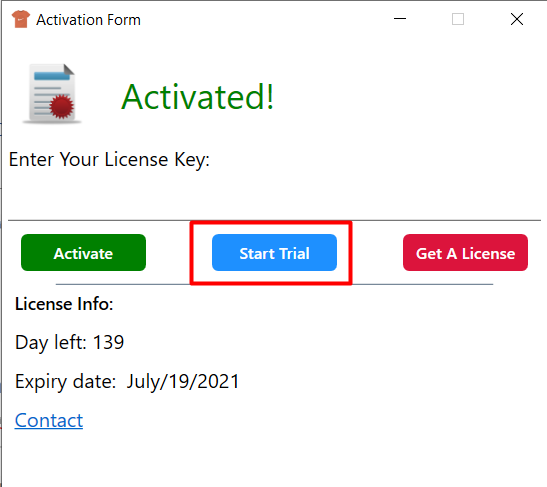 Activation Form
Activated!
Enter Your License Key:
Activate Start Trial Get A License
License Info:
Day left: 139
Expiry date: July/19/2021
Contact